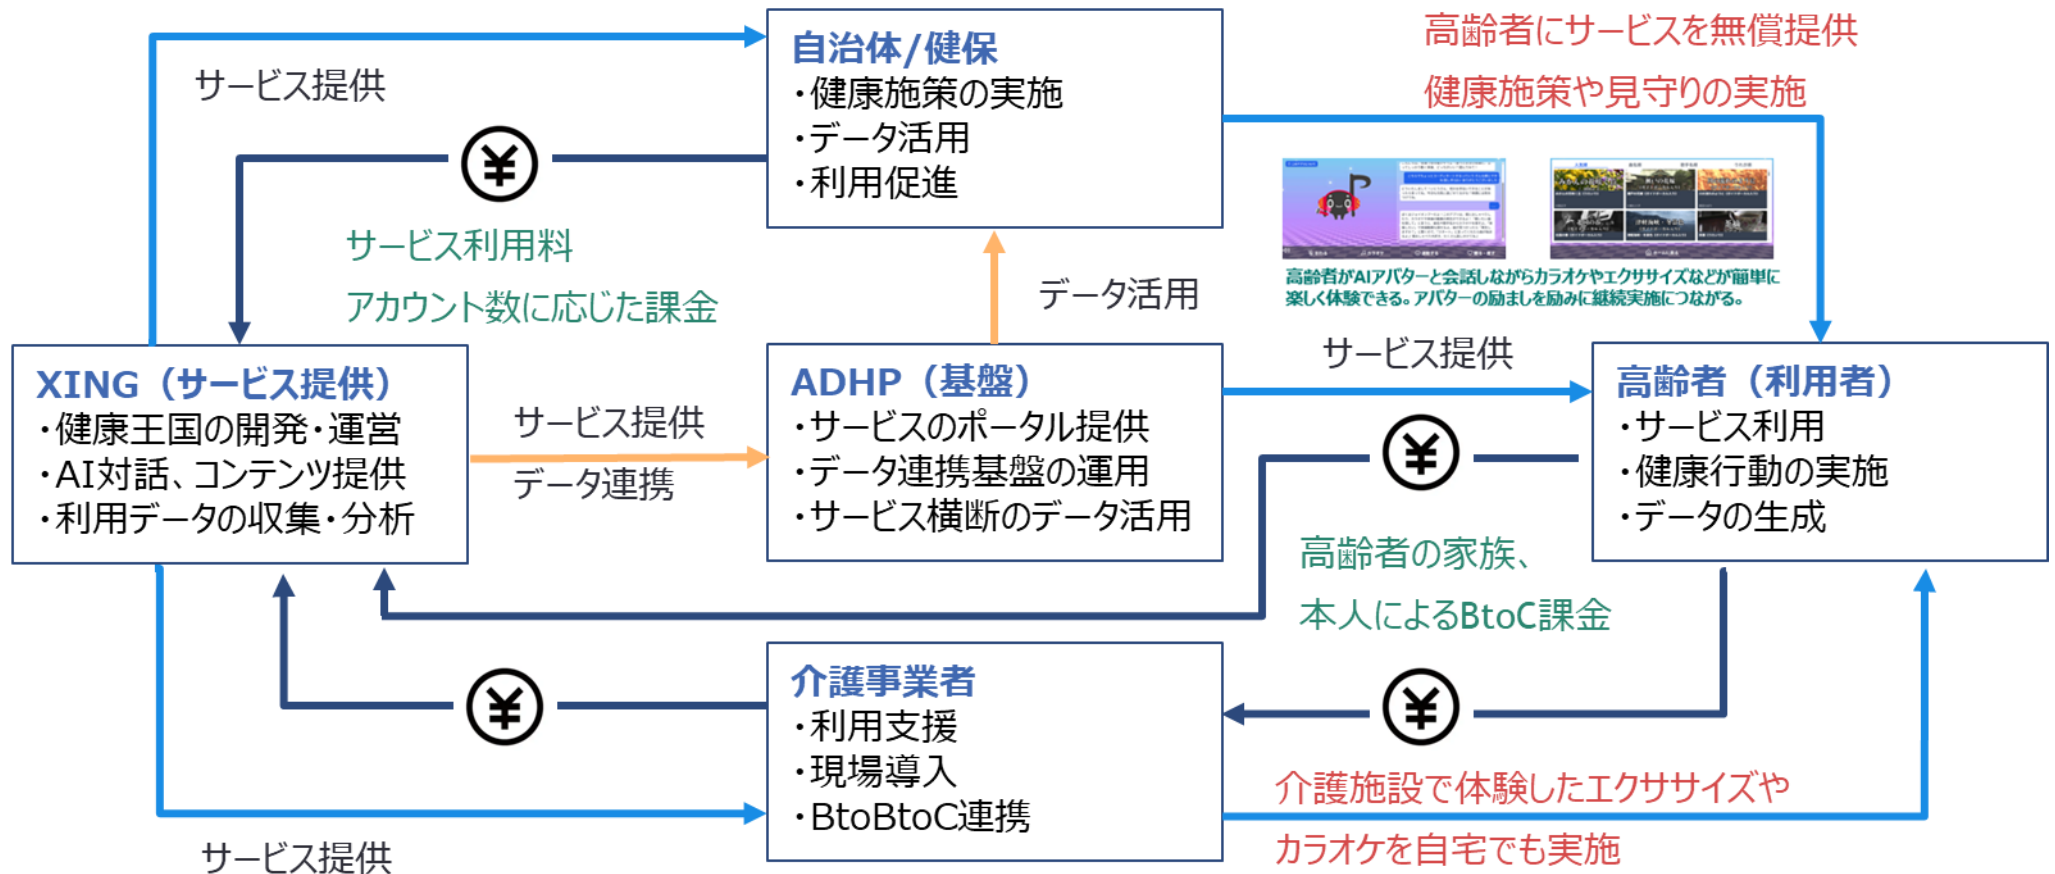 自治体/健保
・健康施策の実施
・データ活用
・利用促進
高齢者にサービスを無償提供
健康施策や見守りの実施
サービス提供
¥
サービス利用料
アカウント数に応じた課金
データ活用
高齢者がAIアバターと会話しながらカラオケやエクササイズなどが簡単に
楽しく体験できる。アバターの励ましを励みに継続実施につながる。
サービス提供
XING（サービス提供）
・健康王国の開発・運営
・AI対話、コンテンツ提供
・利用データの収集・分析
サービス提供
データ連携
ADHP（基盤）
・サービスのポータル提供
・データ連携基盤の運用
・サービス横断のデータ活用
¥
高齢者（利用者）
・サービス利用
・健康行動の実施
・データの生成
高齢者の家族、
本人によるBtoC課金
¥
介護事業者
・利用支援
・現場導入
・BtoBtoC連携
¥
介護施設で体験したエクササイズや
カラオケを自宅でも実施
サービス提供